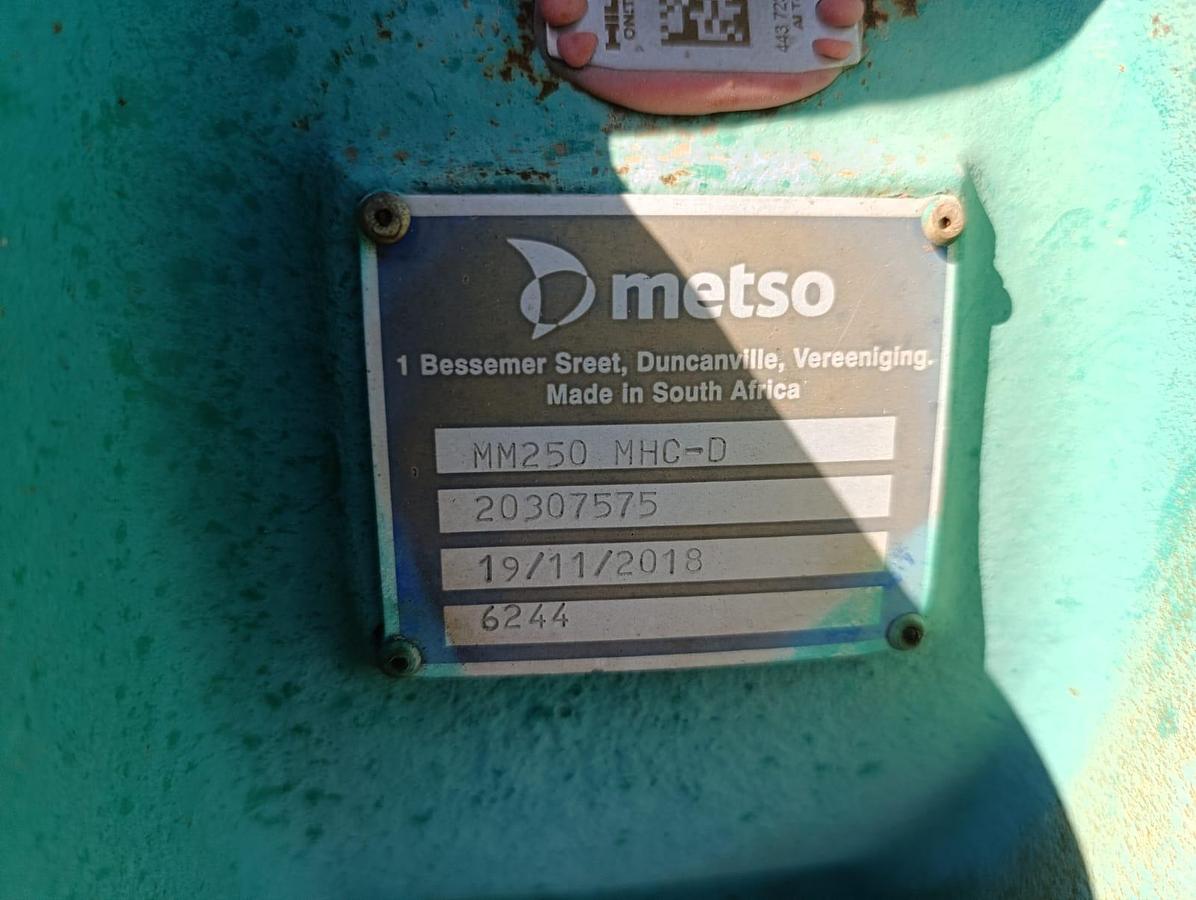 metso
1 Bessemer Sreet, Duncanville, Vereeniging.
Made in South Africa
MM250 MHC-D
20307575
19/11/2018
6244